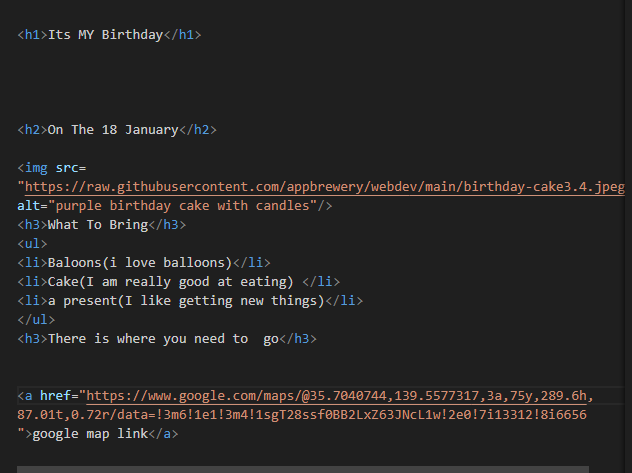 <h1>Its MY Birthday</h1>
<h2>On The 18 January</h2>
<img src=
"https://raw.githubusercontent.com/appbrewery/webdev/main/birthday-cake3.4.jpeg
alt="purple birthday cake with candles"/>
<h3>What To Bring</h3>
<ul>
<li>Baloons(i love balloons)</li>
<li>Cake(I am really good at eating) </li>
<li>a present(I like getting new things)</li>
</ul>
<h3>There is where you need to  go</h3>
<a href="https://www.google.com/maps/@35.7040744,139.5577317,3a,75y,289.6h,
87.01t,0.72r/data=!3m6!1e1!3m4!1sgT28ssf0BB2LxZ63JNcL1w!2e0!7i13312!8i6656
">google map link</a>